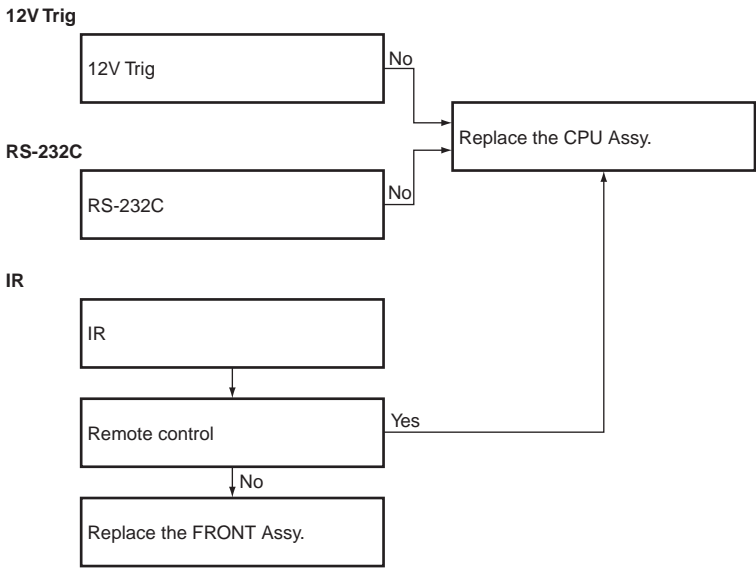 12V Trig
12V Trig
No
Replace the CPU Assy.
RS-232C
RS-232C
No
IR
IR
Remote control
Yes
No
Replace the FRONT Assy.